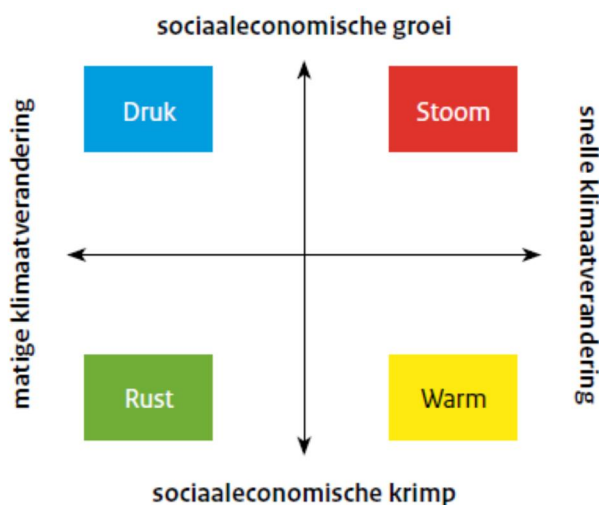 sociaaleconomische groei
Druk
Stoom
matige klimaatverandering
snelle klimaatverandering
Rust
Warm
sociaaleconomische krimp